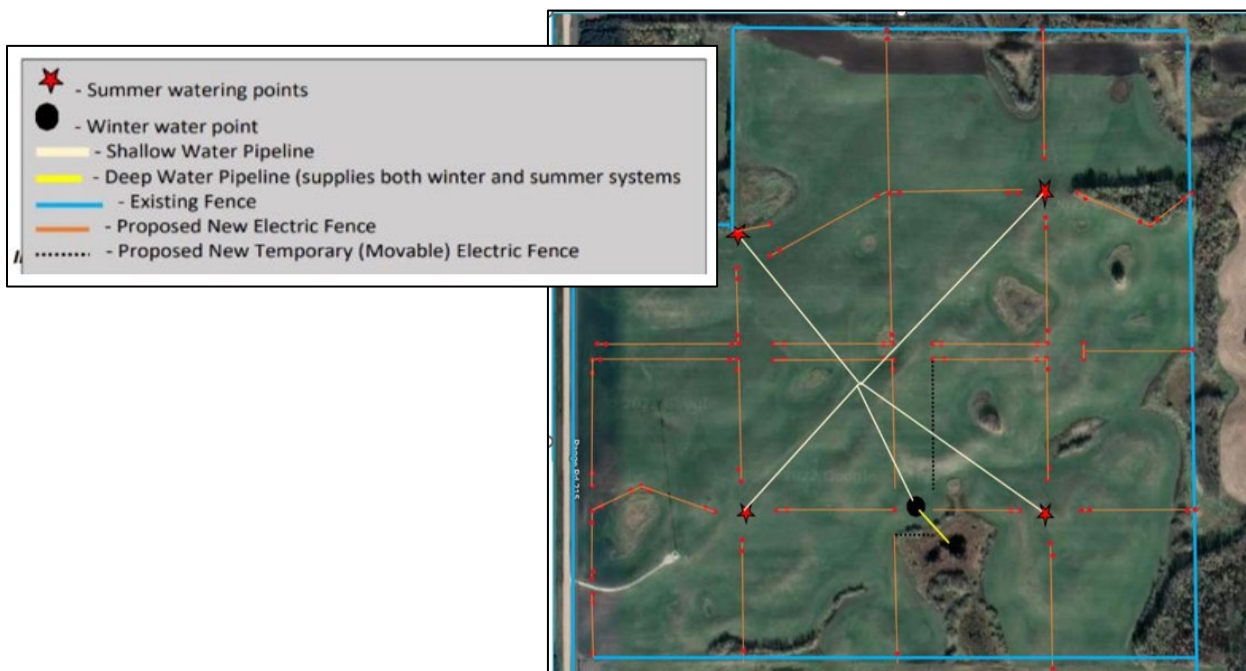 - Summer watering points
- Winter water point
- Shallow Water Pipeline
- Deep Water Pipeline (supplies both winter and summer systems
- Existing Fence
- Proposed New Electric Fence
- Proposed New Temporary (Movable) Electric Fence